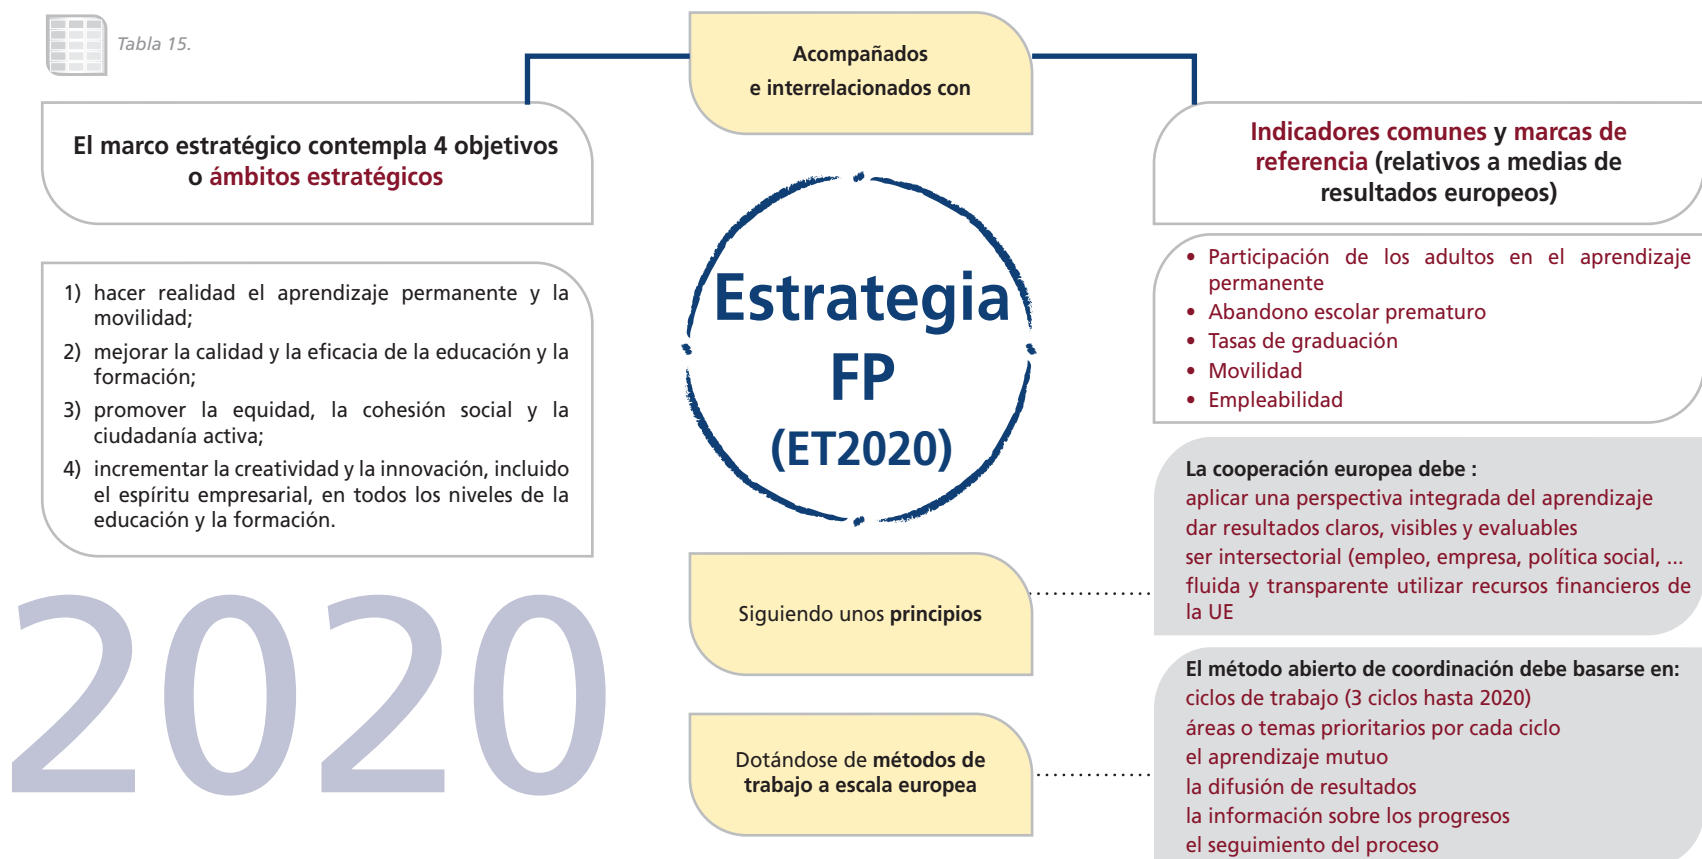 Tabla 15.
Acompañados
e interrelacionados con
El marco estratégico contempla 4 objetivos
o ámbitos estratégicos
Indicadores comunes y marcas de
referencia (relativos a medias de
resultados europeos)
1) hacer realidad el aprendizaje permanente y la
movilidad;
2) mejorar la calidad y la eficacia de la educación y la
formación;
3) promover la equidad, la cohesión social y la
ciudadanía activa;
4) incrementar la creatividad y la innovación, incluido
el espíritu empresarial, en todos los niveles de la
educación y la formación.
Estrategia
FP
(ET2020)
• Participación de los adultos en el aprendizaje
permanente
• Abandono escolar prematuro
• Tasas de graduación
• Movilidad
• Empleabilidad
2020
Siguiendo unos principios
La cooperación europea debe :
aplicar una perspectiva integrada del aprendizaje
dar resultados claros, visibles y evaluables
ser intersectorial (empleo, empresa, política social, ...
fluida y transparente utilizar recursos financieros de
la UE
Dotándose de métodos de
trabajo a escala europea
El método abierto de coordinación debe basarse en:
ciclos de trabajo (3 ciclos hasta 2020)
áreas o temas prioritarios por cada ciclo
el aprendizaje mutuo
la difusión de resultados
la información sobre los progresos
el seguimiento del proceso